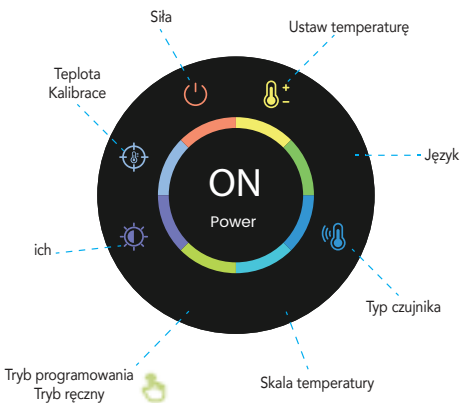 Siła
Ustaw temperaturę
Teplota
Kalibrace
Język
ON
Power
ich
Typ czujnika
Tryb programowania
Tryb ręczny
Skala temperatury